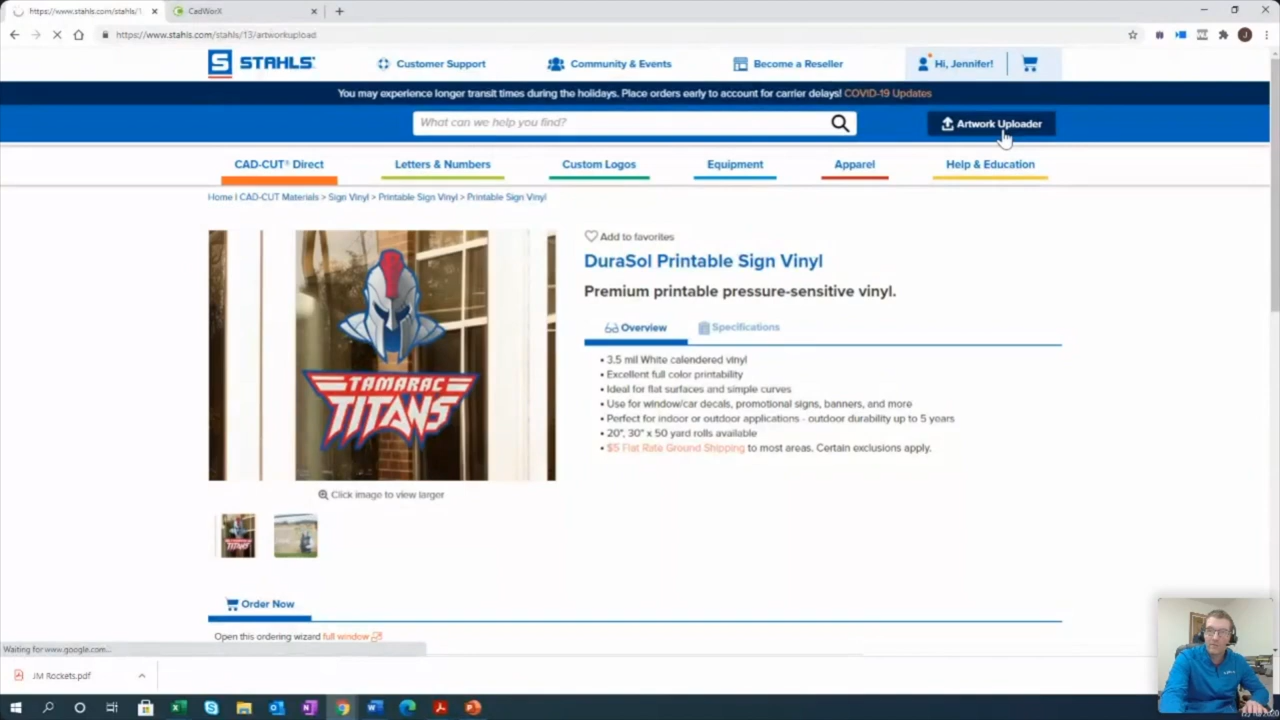 https://www.stahls.com/stahls/1:
CadWorX
https://www.stahls.com/stahls/13/artworkupload
STAHLS'
Customer Support
Community & Events
Become a Reseller
Hi, Jennifer!
You may experience longer transit times during the holidays. Place orders early to account for carrier delays! COVID-19 Updates
What can we help you find?
Artwork Uploader
CAD-CUT® Direct
Letters & Numbers
Custom Logos
Equipment
Apparel
Help & Education
Home | CAD-CUT Materials > Sign Vinyl > Printable Sign Vinyl > Printable Sign Vinyl
Add to favorites
DuraSol Printable Sign Vinyl
Premium printable pressure-sensitive vinyl.
Overview
Specifications
• 3.5 mil White calendered vinyl
• Excellent full color printability
• Ideal for flat surfaces and simple curves
• Use for window/car decals, promotional signs, banners, and more
• Perfect for indoor or outdoor applications - outdoor durability up to 5 years
• 20", 30" x 50 yard rolls available
• $5 Flat Rate Ground Shipping to most areas. Certain exclusions apply.
TAMARAC
TITANS
Click image to view larger
Order Now
Open this ordering wizard full window
Waiting for www.google.com...
JM Rockets.pdf